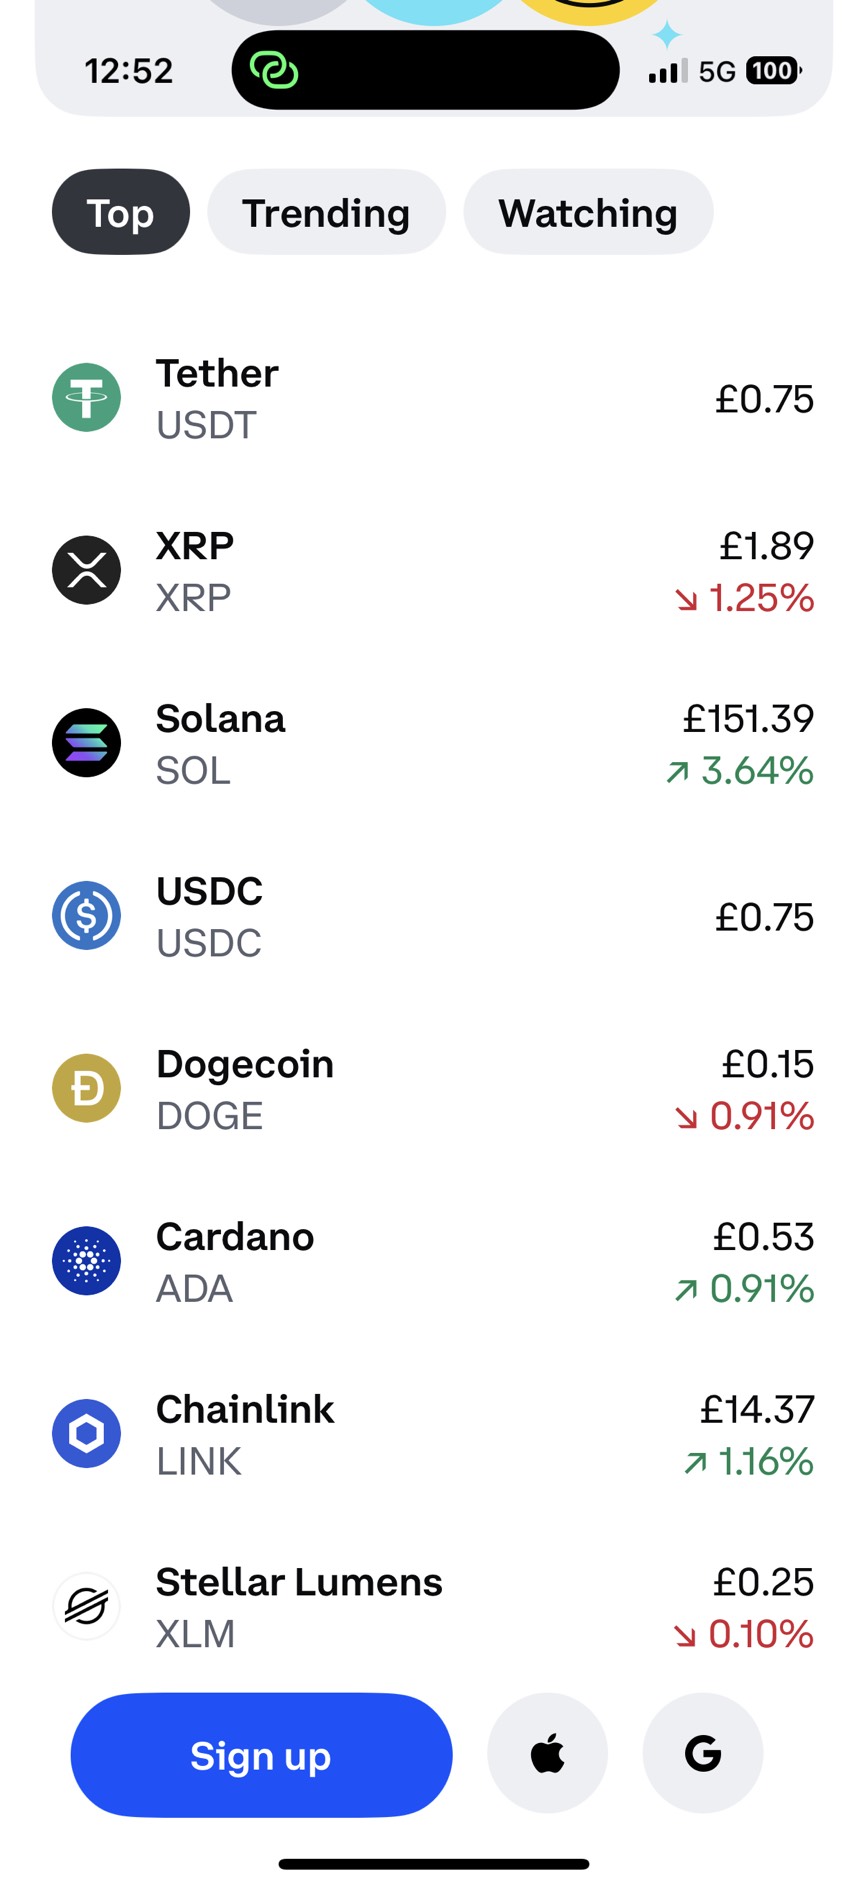 12:52 5G 100
Top Trending Watching
Tether
USDT
£0.75
XRP
XRP
£1.89
↘ 1.25%
Solana
SOL
£151.39
↗ 3.64%
USDC
USDC
£0.75
Dogecoin
DOGE
£0.15
↘ 0.91%
Cardano
ADA
£0.53
↗ 0.91%
Chainlink
LINK
£14.37
↗ 1.16%
Stellar Lumens
XLM
£0.25
↘ 0.10%
Sign up